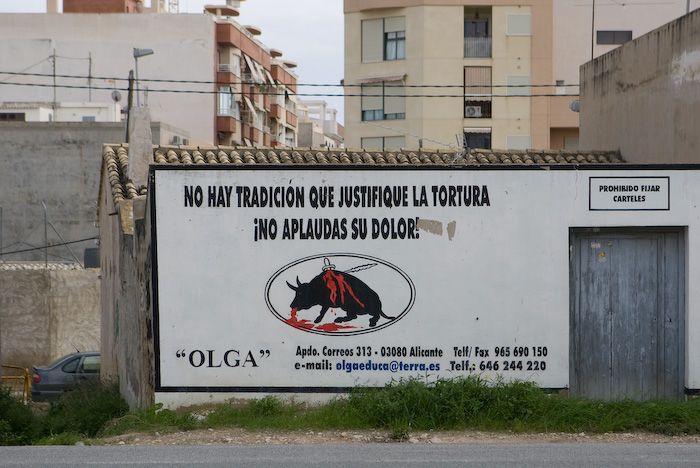 NO HAY TRADICIÓN QUE JUSTIFIQUE LA TORTURA
¡NO APLAUDAS SU DOLOR!
PROHIBIDO FIJAR
CARTELES
"OLGA"
Apdo. Correos 313 - 03080 Alicante Telf/ Fax 965 690 150
e-mail: olgaeduca@terra.es Telf.: 646 244 220